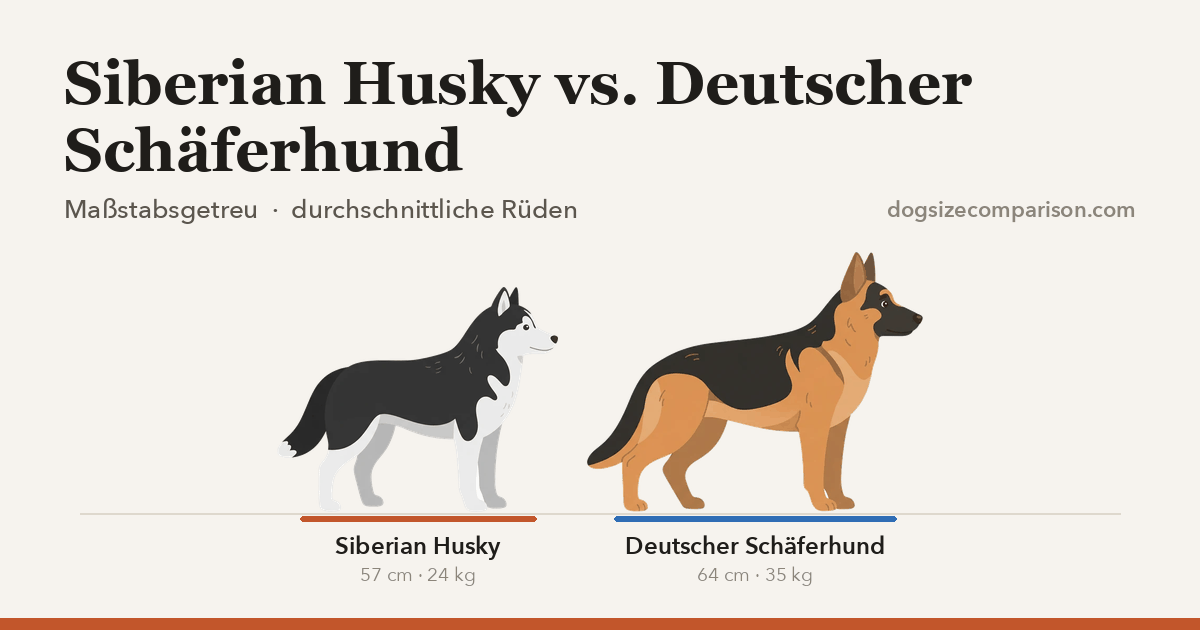 Siberian Husky vs. Deutscher
Schäferhund
Maßstabsgetreu · durchschnittliche Rüden
dogsizecomparison.com
Siberian Husky
57 cm · 24 kg
Deutscher Schäferhund
64 cm · 35 kg